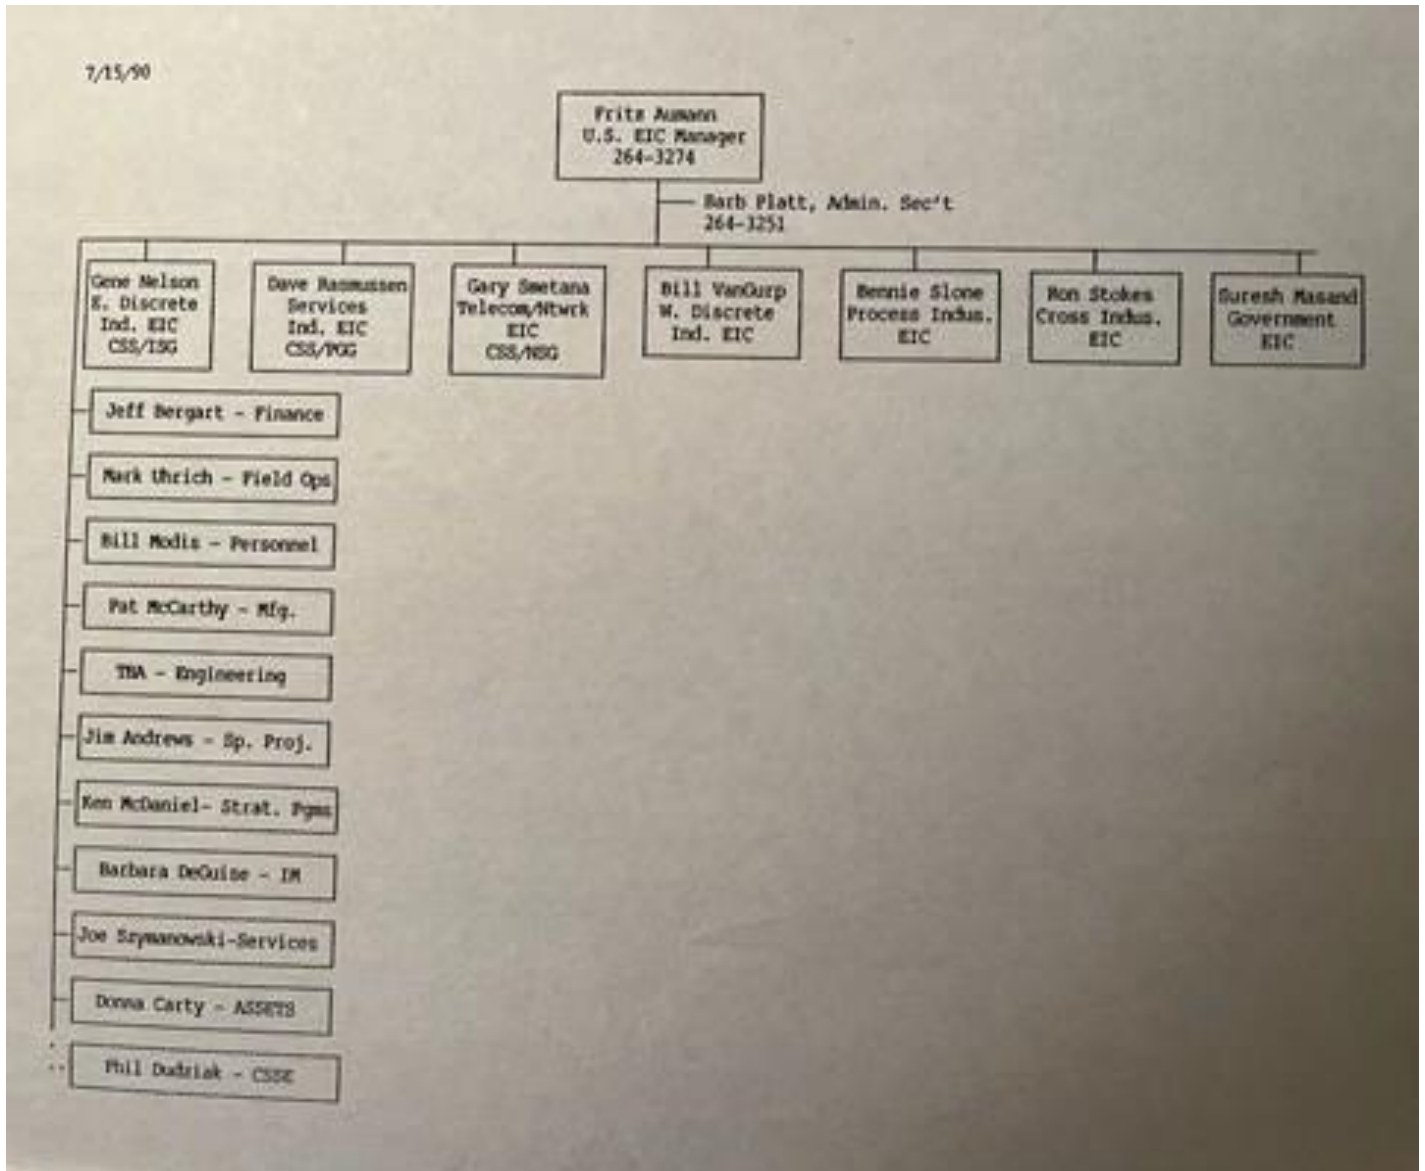 7/15/90
Fritz Aumann
U.S. EIC Manager
264-3274
Barb Platt, Admin. Sec't
264-3251
Gene Nelson
E. Discrete
Ind. EIC
CSS/ISG
Dave Rasmussen
Services
Ind. EIC
CSS/PGG
Gary Smetana
Telecom/Ntwrk
EIC
CSS/NSG
Bill VanGurp
W. Discrete
Ind. EIC
Bennie Slone
Process Indus.
EIC
Ron Stokes
Cross Indus.
EIC
Suresh Masand
Government
EIC
Jeff Bergart - Finance
Mark Uhrich - Field Ops
Bill Modis - Personnel
Pat McCarthy - Mfg.
TBA - Engineering
Jim Andrews - Sp. Proj.
Ken McDaniel- Strat. Pgms
Barbara DeGuise - IM
Joe Szymanowski-Services
Donna Carty - ASSETS
Phil Dudziak - CSSE